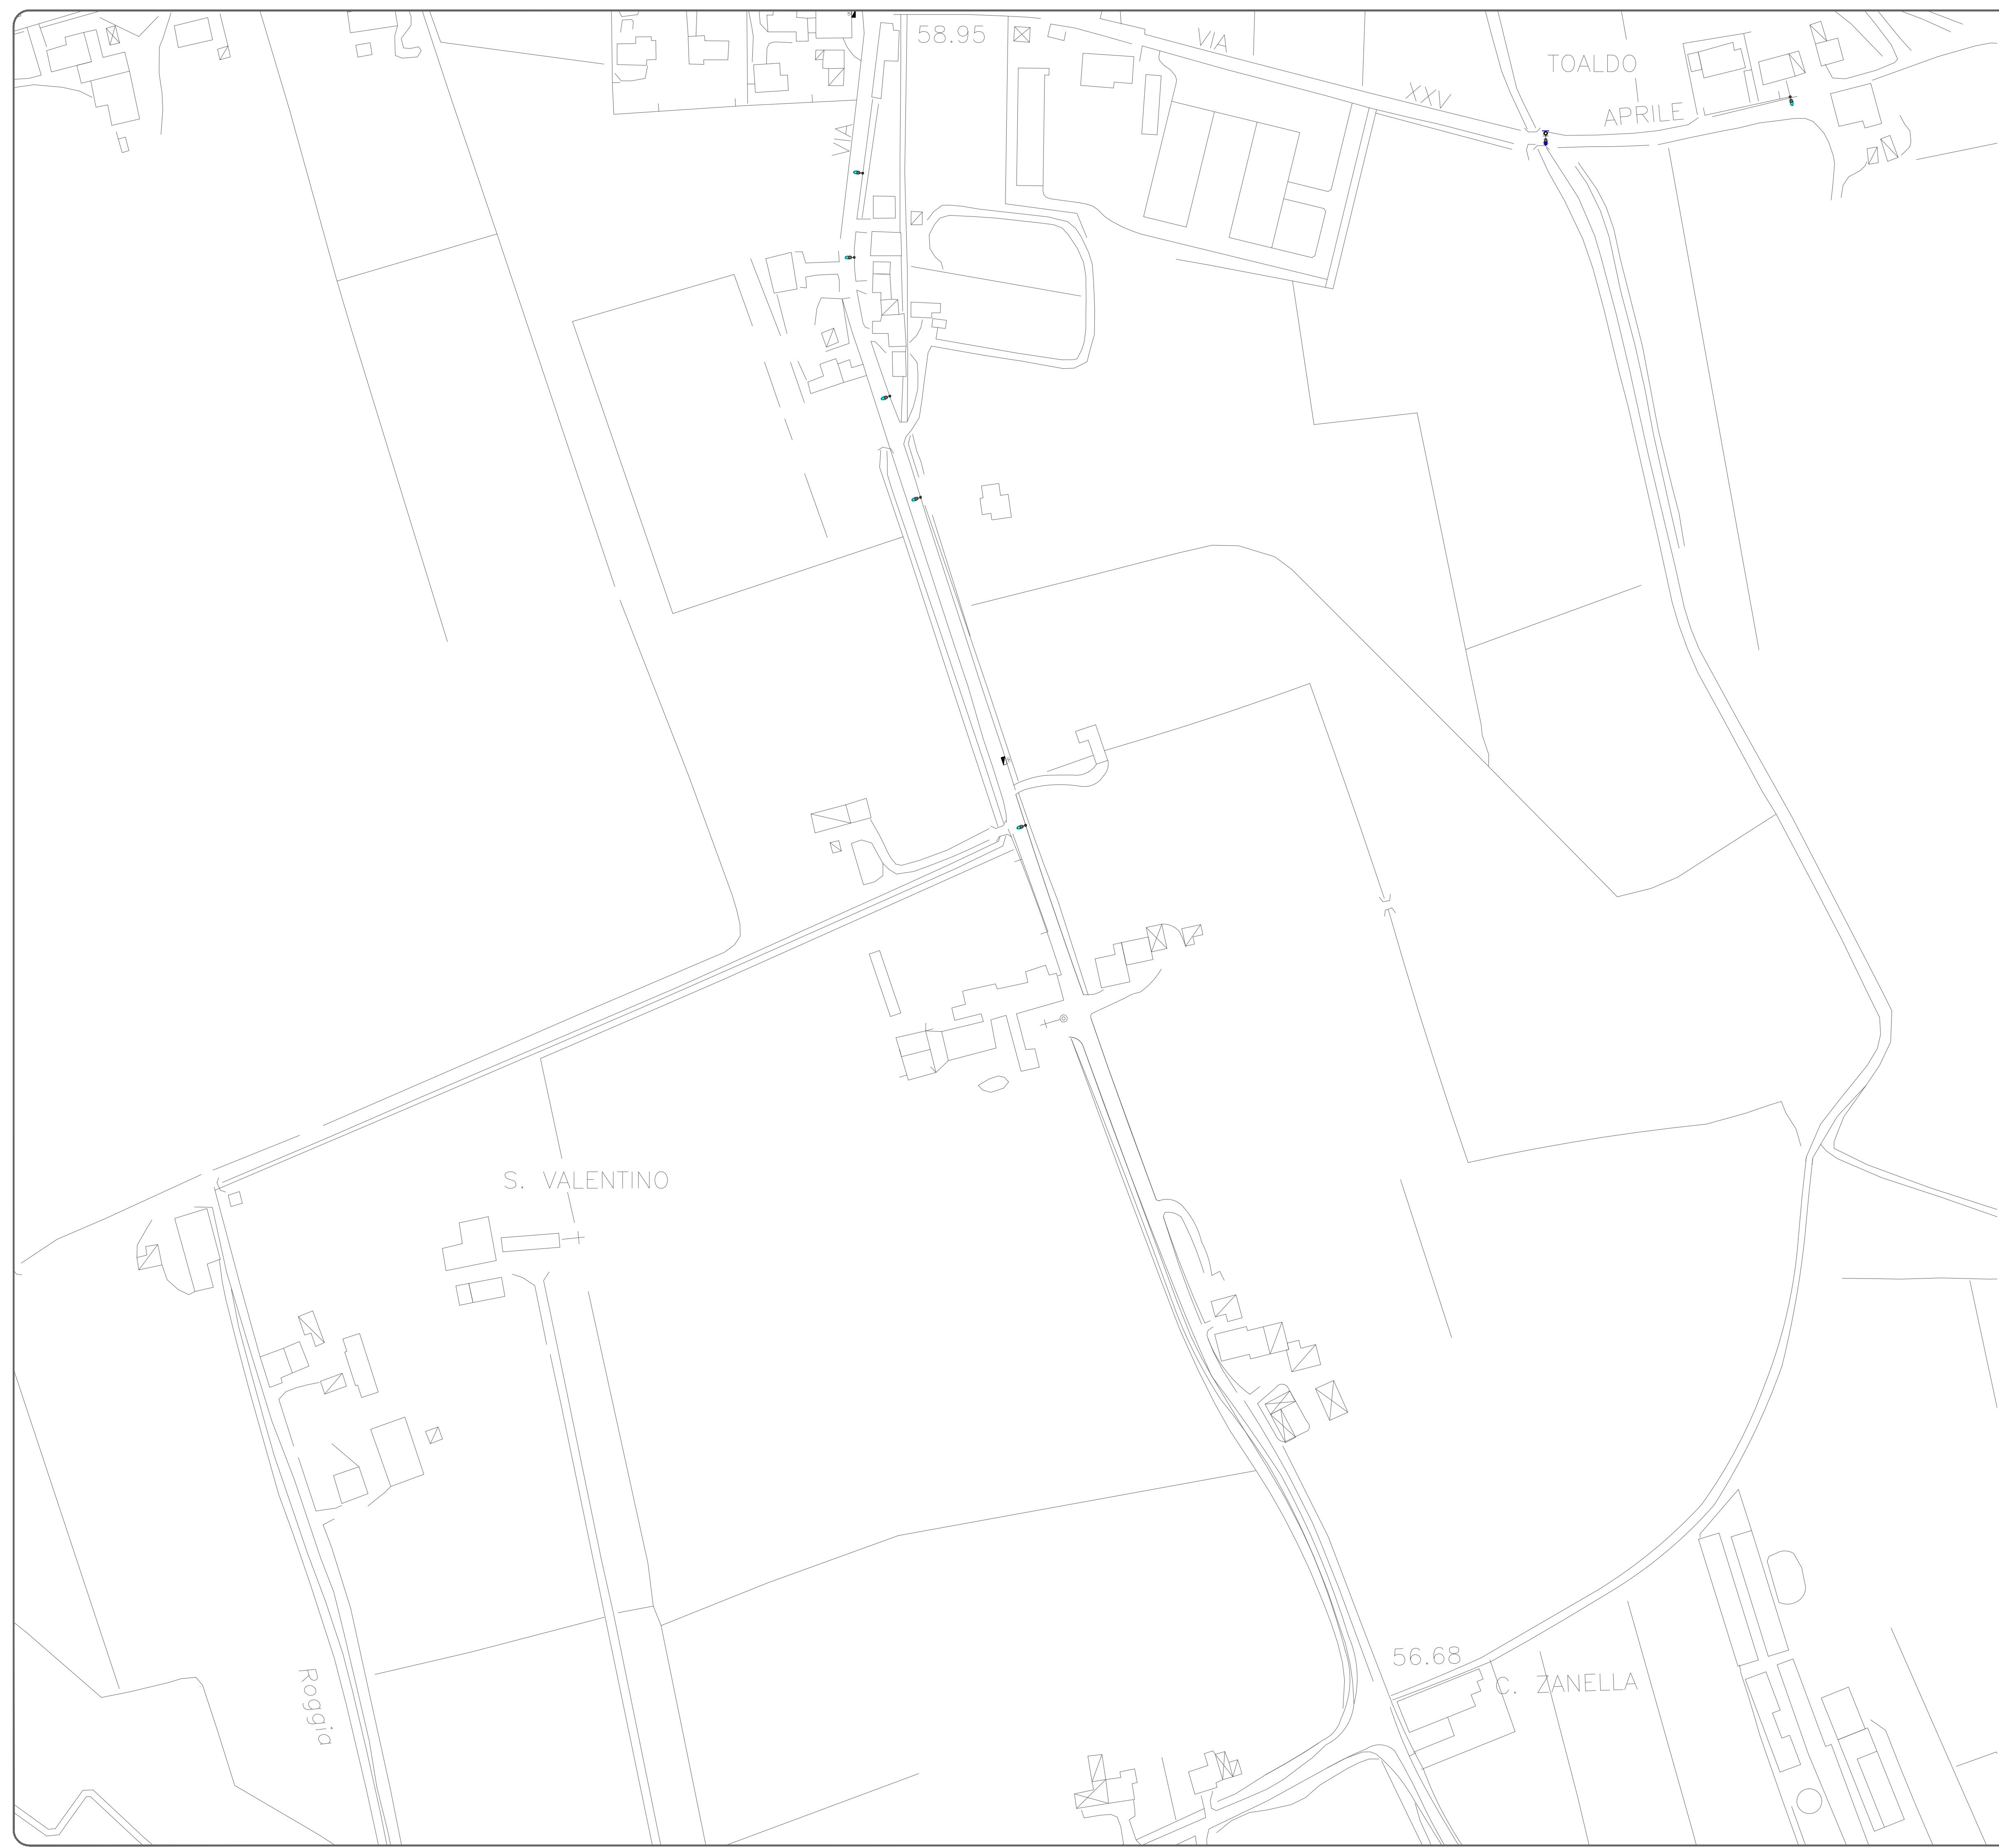 58.95
VIA
XXV
TOALDO
APRILE
VIA
S. VALENTINO
Roggia
56.68
C. ZANELLA